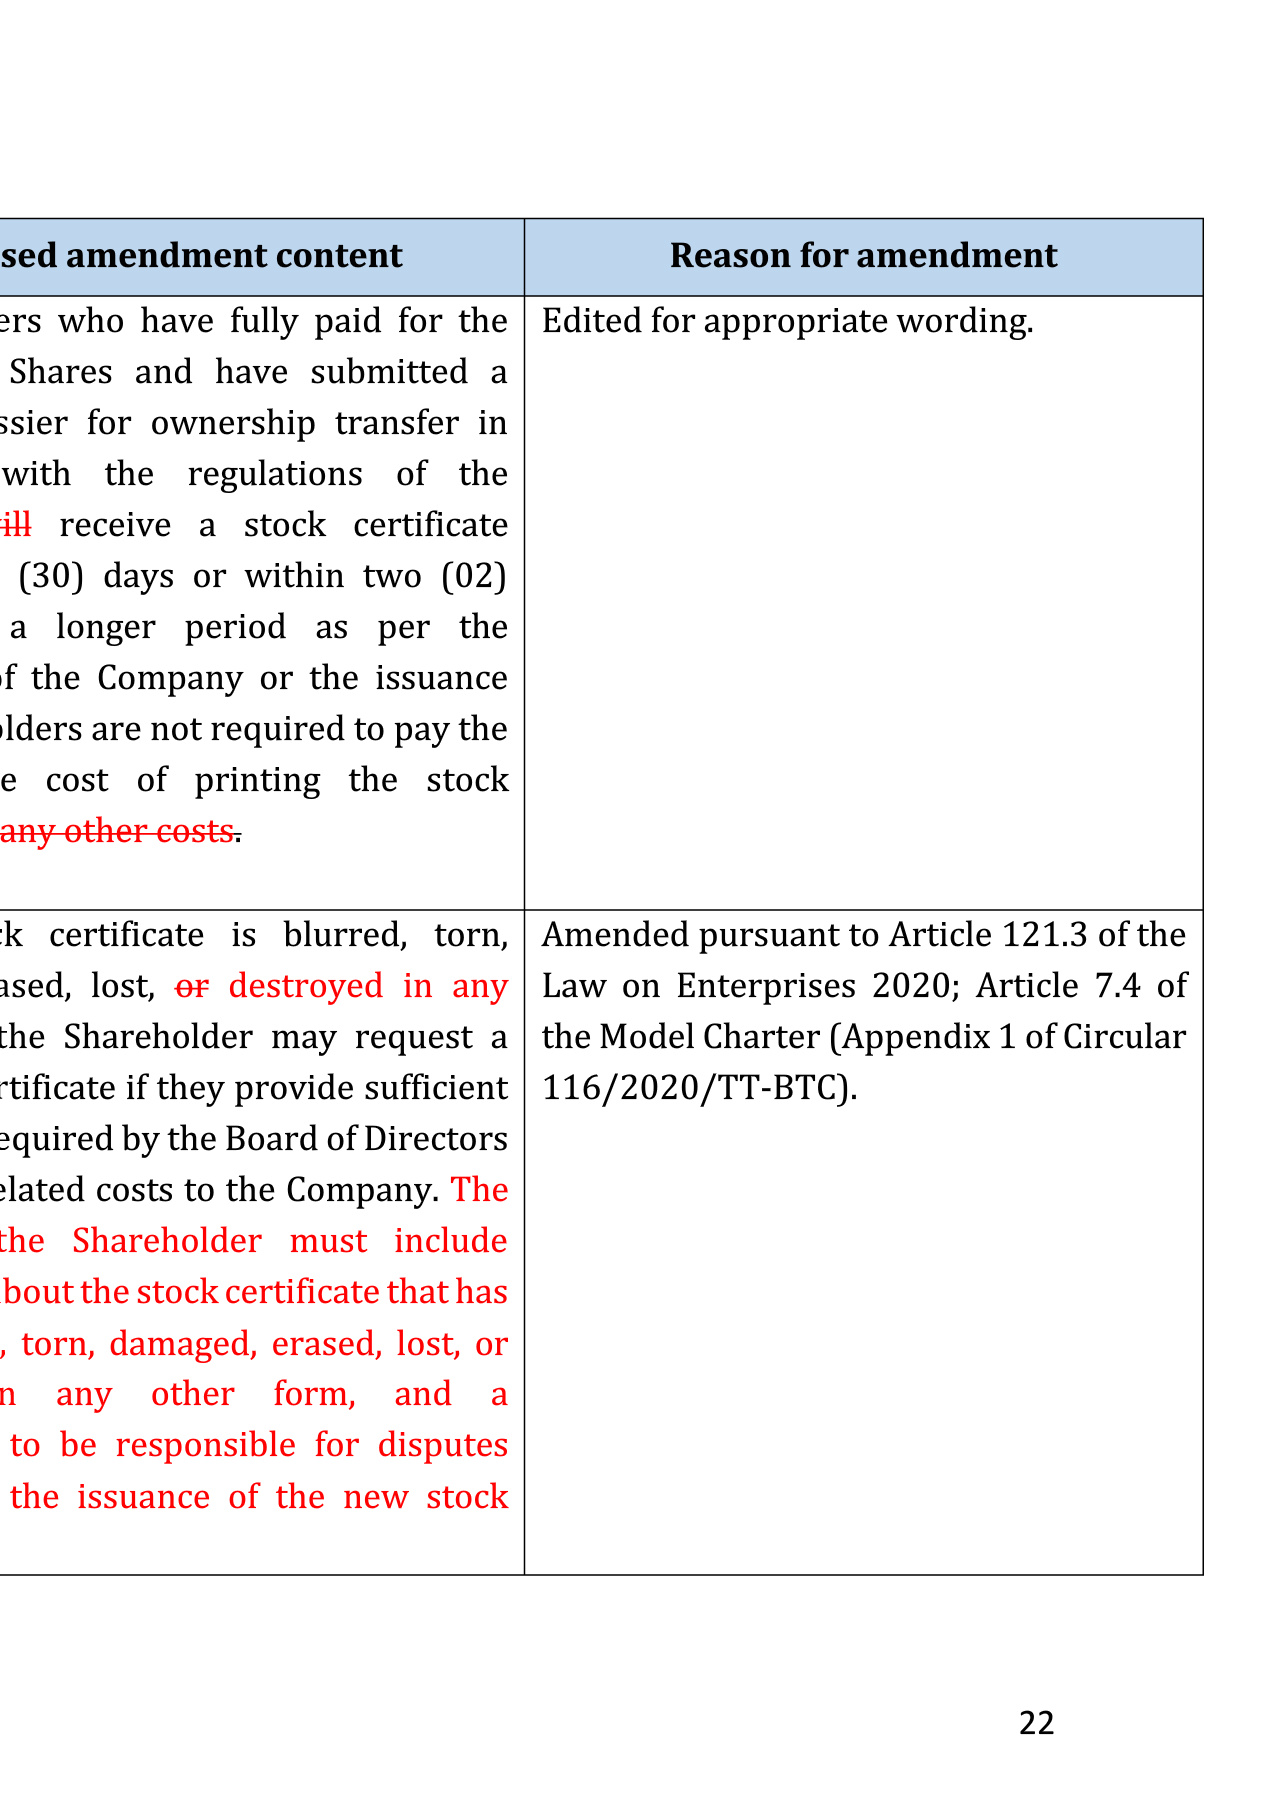 sed amendment content
Reason for amendment
ers who have fully paid for the
Shares and have submitted a
ssier for ownership transfer in
with the regulations of the
ill receive a stock certificate
(30) days or within two (02)
a longer period as per the
of the Company or the issuance
olders are not required to pay the
e cost of printing the stock
any other costs.
Edited for appropriate wording.
ck certificate is blurred, torn,
ased, lost, or destroyed in any
the Shareholder may request a
rtificate if they provide sufficient
equired by the Board of Directors
elated costs to the Company. The
the Shareholder must include
bout the stock certificate that has
, torn, damaged, erased, lost, or
n any other form, and a
to be responsible for disputes
the issuance of the new stock
Amended pursuant to Article 121.3 of the
Law on Enterprises 2020; Article 7.4 of
the Model Charter (Appendix 1 of Circular
116/2020/TT-BTC).
22